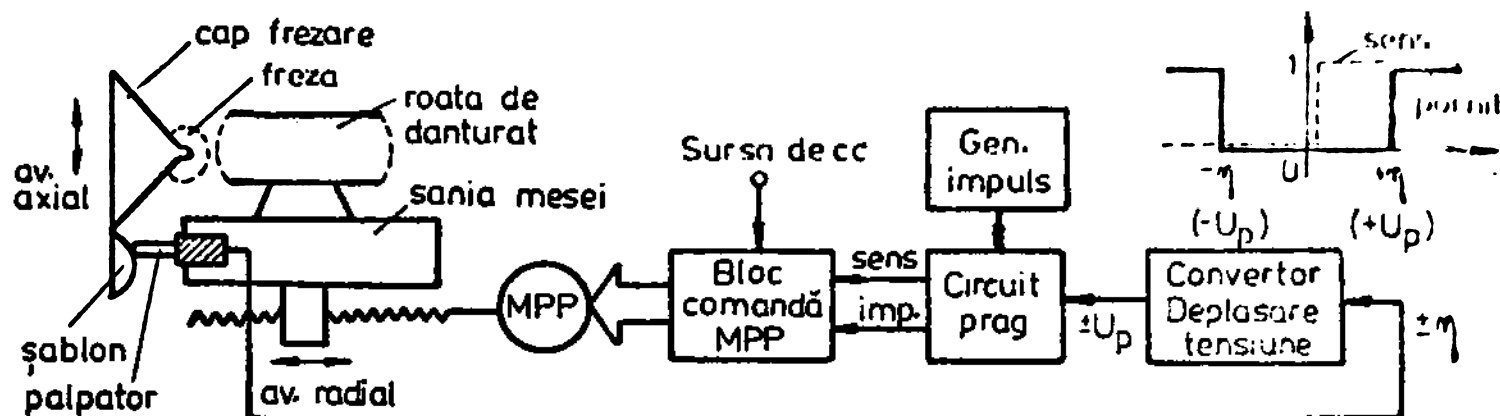 cap frezare
freza
roata de
danturat
av.
axial
sania mesei
șablon
palpator
av. radial
MPP
Sursa de cc
Bloc
comandă
MPP
sens
imp.
Gen.
impuls
Circuit
prag
±Up
Convertor
Deplasare
tensiune
±η
1
sens
-η
+η
(-Up)
(+Up)